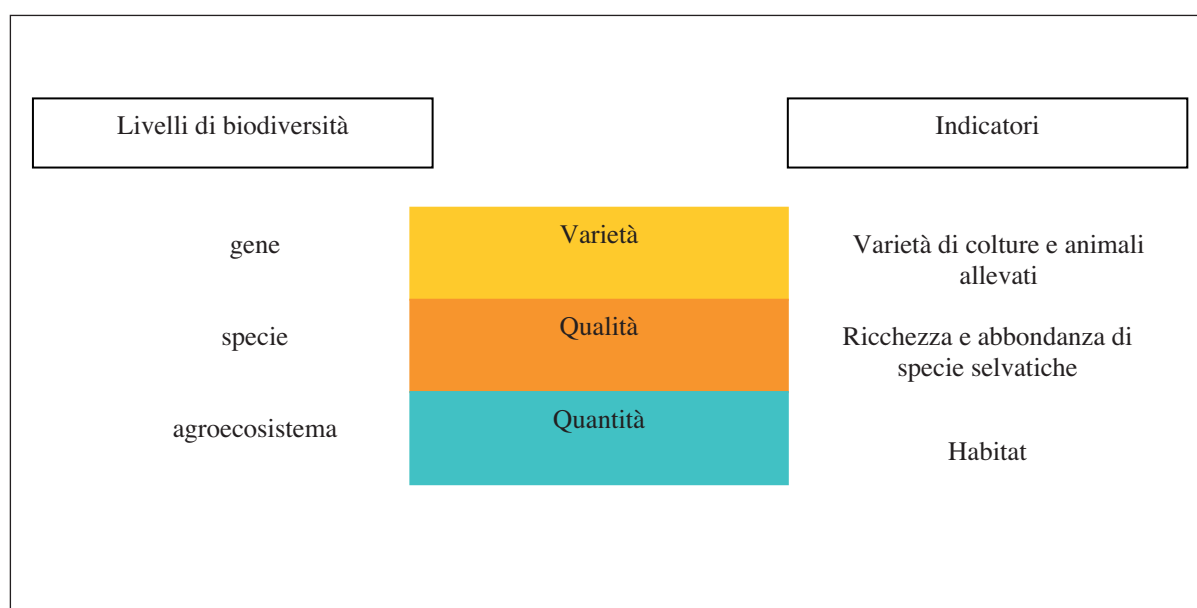 Livelli di biodiversità
Indicatori
gene
Varietà
Varietà di colture e animali
allevati
specie
Qualità
Ricchezza e abbondanza di
specie selvatiche
agroecosistema
Quantità
Habitat